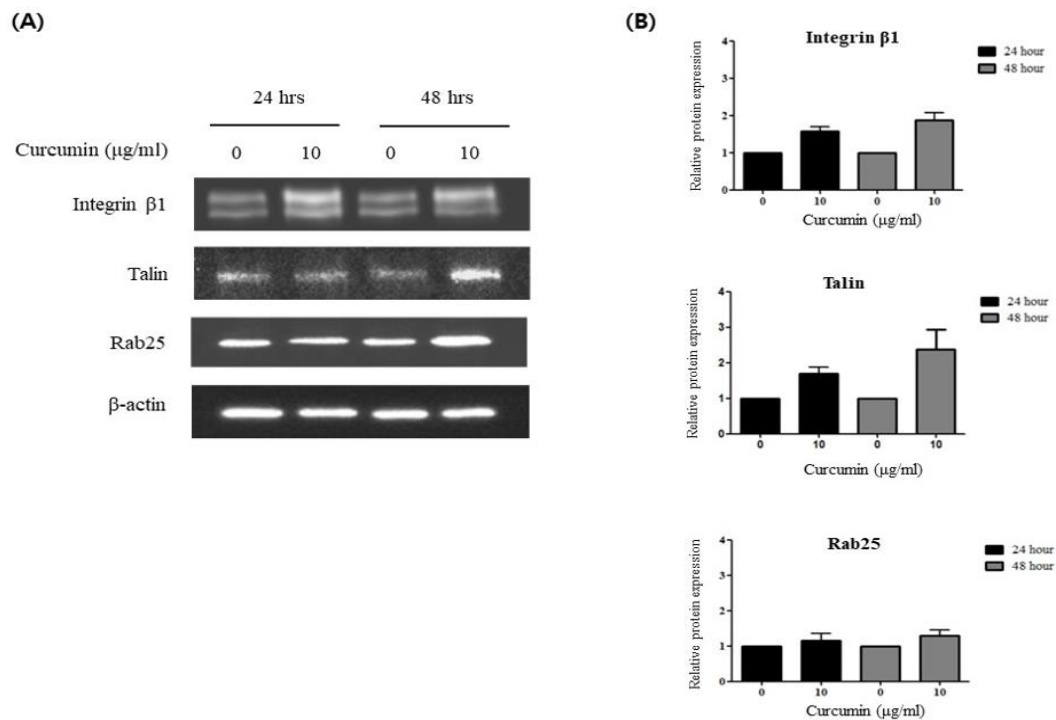 (A)
24 hrs 48 hrs
Curcumin (μg/ml) 0 10 0 10
Integrin β1
Talin
Rab25
β-actin
(B)
Integrin β1
24 hour
48 hour
Relative protein expression
4
3
2
1
0
0 10 0 10
Curcumin (μg/ml)
Talin
24 hour
48 hour
Relative protein expression
4
3
2
1
0
0 10 0 10
Curcumin (μg/ml)
Rab25
24 hour
48 hour
Relative protein expression
4
3
2
1
0
0 10 0 10
Curcumin (μg/ml)